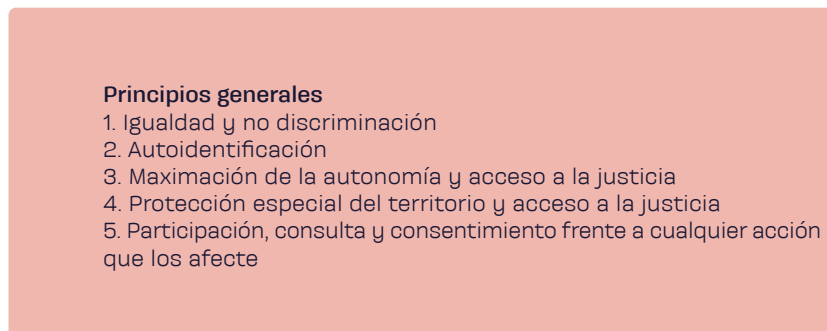 Principios generales
1. Igualdad y no discriminación
2. Autoidentificación
3. Maximación de la autonomía y acceso a la justicia
4. Protección especial del territorio y acceso a la justicia
5. Participación, consulta y consentimiento frente a cualquier acción
que los afecte